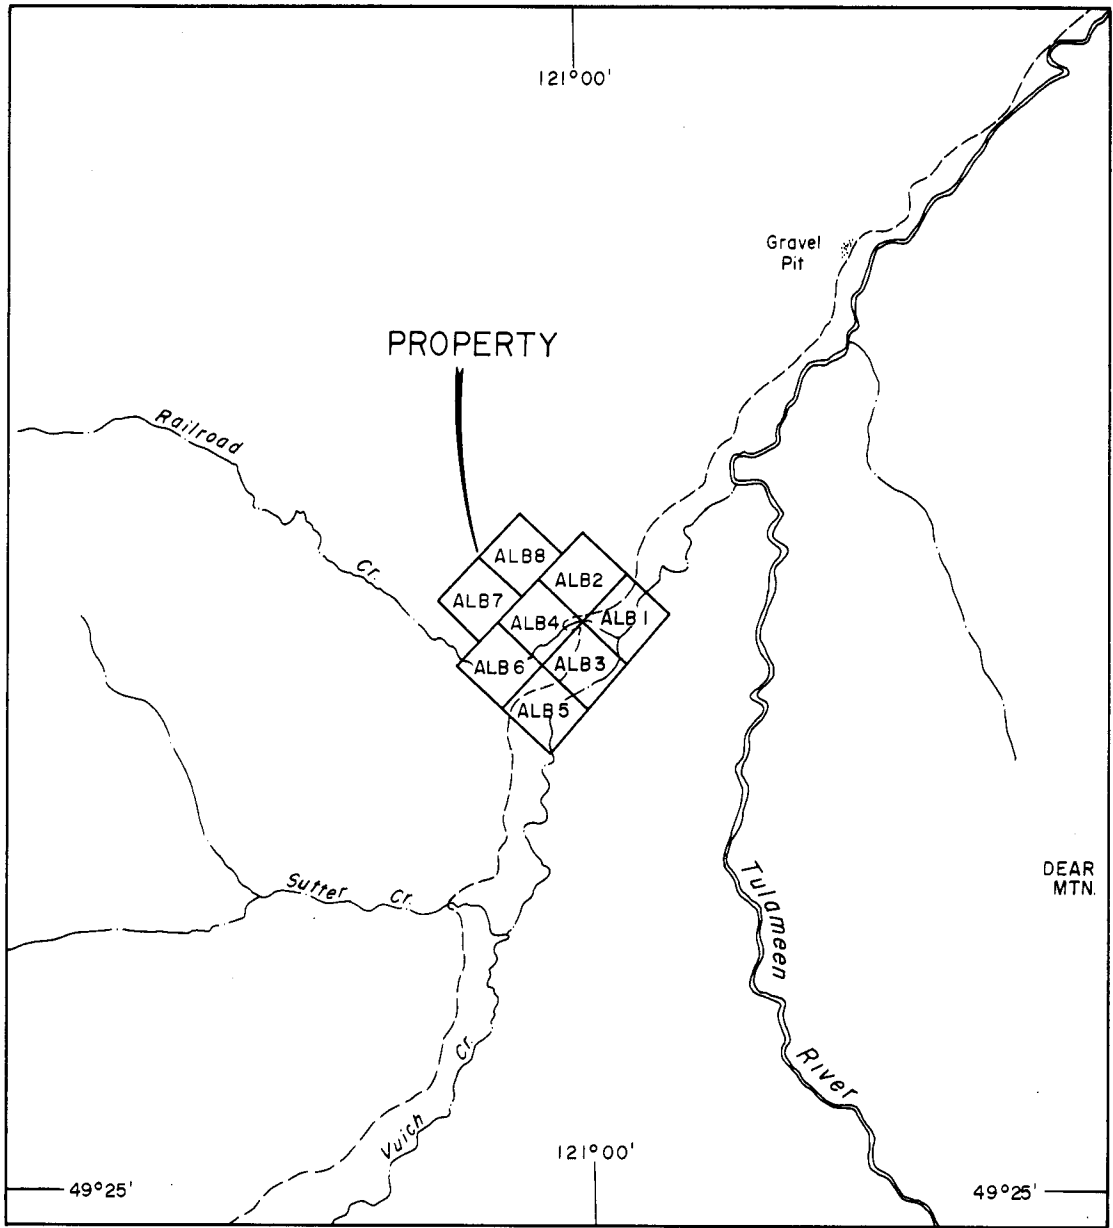 121°00'
Gravel
Pit
PROPERTY
Railroad
Cr.
ALB8
ALB2
ALB7
ALB4
ALB1
ALB6
ALB3
ALB5
DEAR
MTN.
Sutter Cr.
Tulameen
River
Vuich Cr.
121°00'
49°25'
49°25'